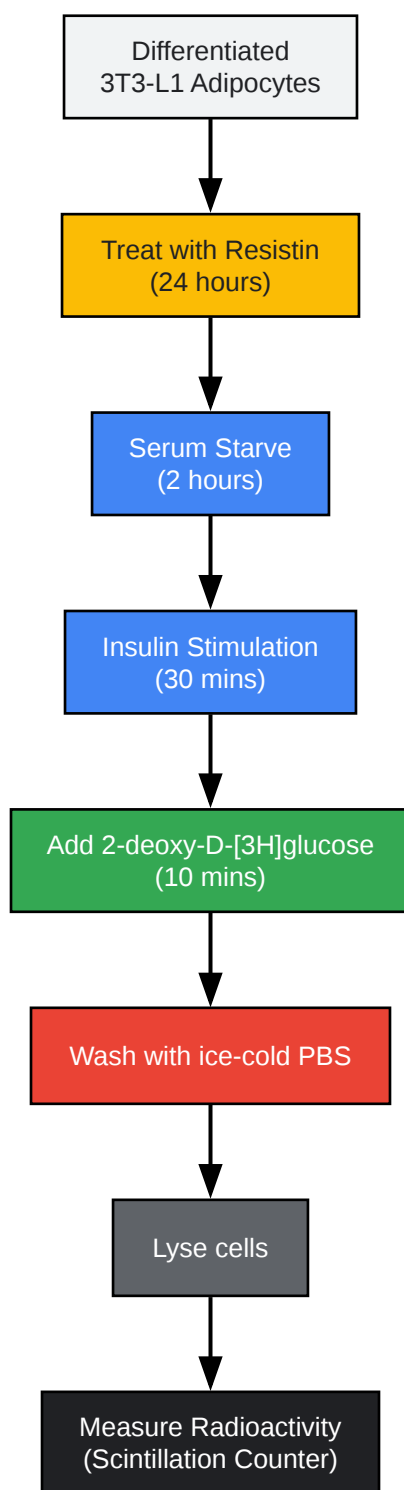 Differentiated
3T3-L1 Adipocytes
Treat with Resistin
(24 hours)
Serum Starve
(2 hours)
Insulin Stimulation
(30 mins)
Add 2-deoxy-D-[3H]glucose
(10 mins)
Wash with ice-cold PBS
Lyse cells
Measure Radioactivity
(Scintillation Counter)